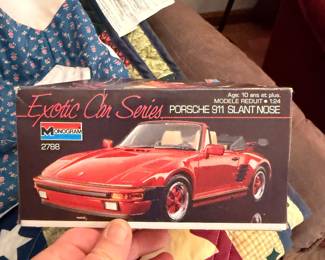 Exotic Car Series
Age: 10 ans et plus.
MODELE REDUIT • 1:24
PORSCHE 911 SLANT NOSE
MONOGRAM
2788